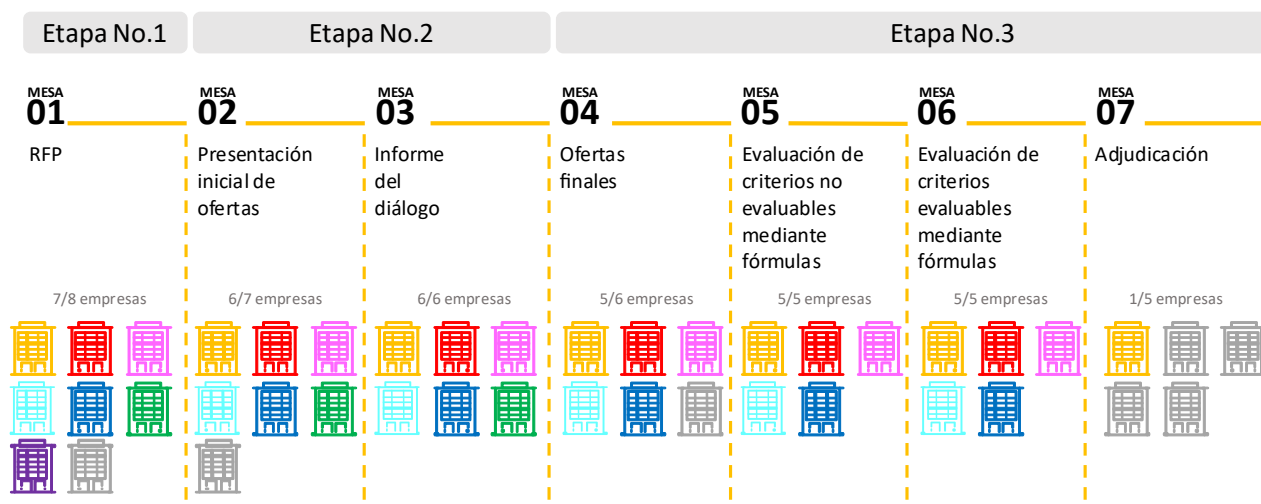 Etapa No.1
Etapa No.2
Etapa No.3
MESA
01
RFP
7/8 empresas
MESA
02
Presentación
inicial de
ofertas
6/7 empresas
MESA
03
Informe
del
diálogo
6/6 empresas
MESA
04
Ofertas
finales
5/6 empresas
MESA
05
Evaluación de
criterios no
evaluables
mediante
fórmulas
5/5 empresas
MESA
06
Evaluación de
criterios
evaluables
mediante
fórmulas
5/5 empresas
MESA
07
Adjudicación
1/5 empresas